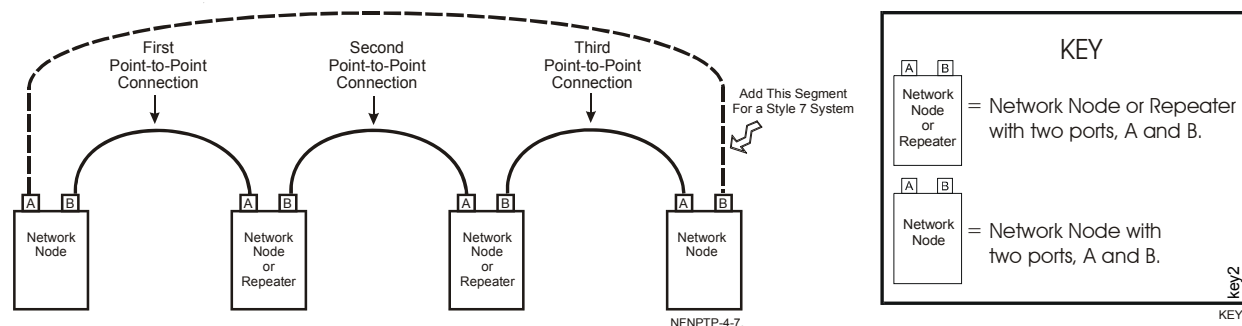 First
Point-to-Point
Connection
Second
Point-to-Point
Connection
Third
Point-to-Point
Connection
Add This Segment
For a Style 7 System
A
B
Network
Node
A
B
Network
Node
or
Repeater
A
B
Network
Node
or
Repeater
A
B
Network
Node
NFNPTP-4-7
KEY
A
B
Network
Node
or
Repeater
= Network Node or Repeater
with two ports, A and B.
A
B
Network
Node
= Network Node with
two ports, A and B.
key2
KEY